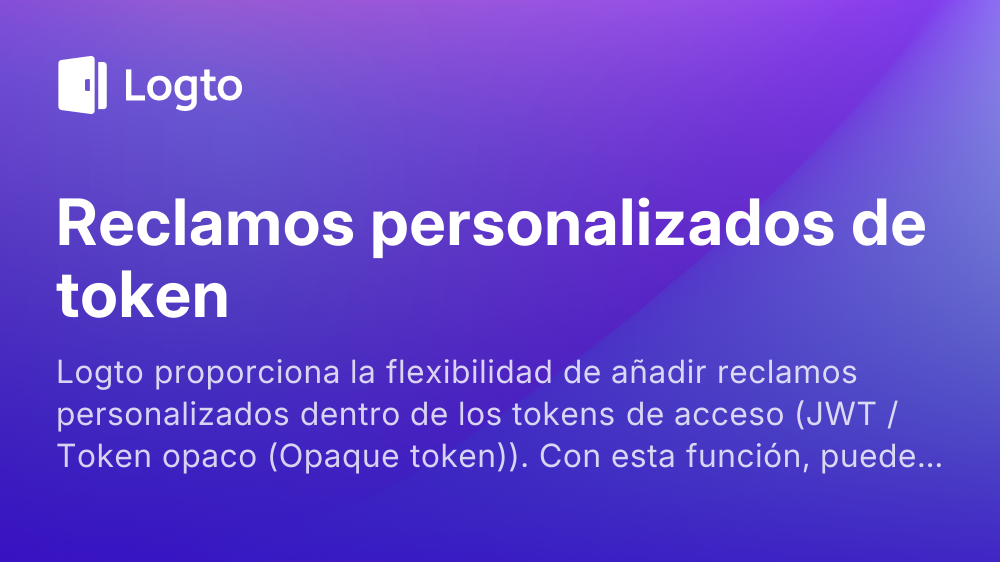 Logto
Reclamos personalizados de
token
Logto proporciona la flexibilidad de añadir reclamos
personalizados dentro de los tokens de acceso (JWT /
Token opaco (Opaque token)). Con esta función, puede...